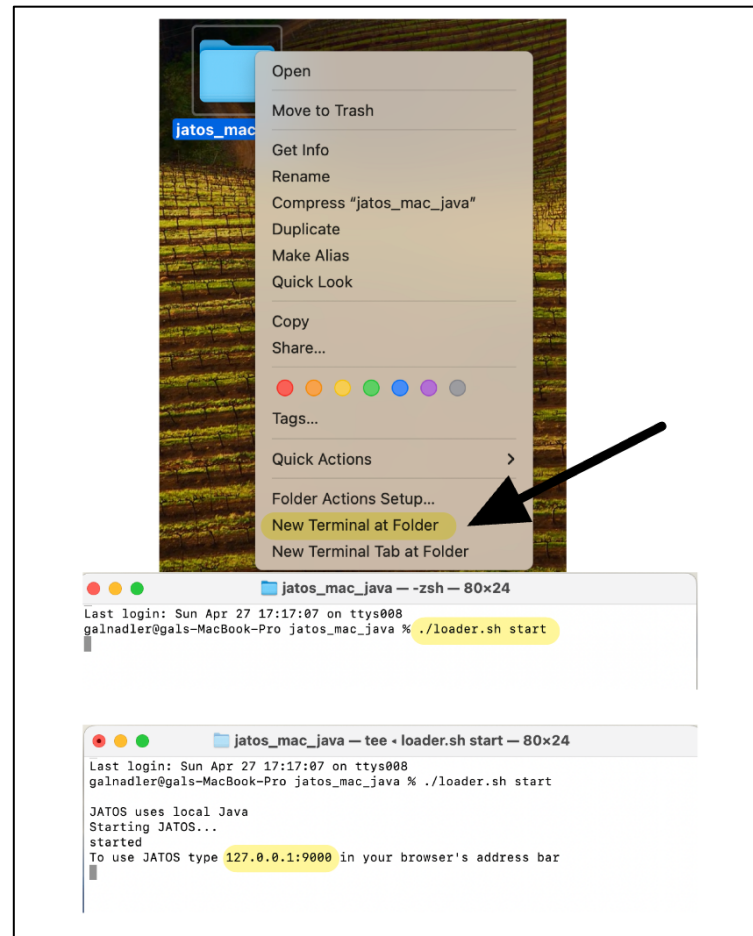 jatos_mac
Open
Move to Trash
Get Info
Rename
Compress “jatos_mac_java”
Duplicate
Make Alias
Quick Look
Copy
Share...
Tags...
Quick Actions
Folder Actions Setup...
New Terminal at Folder
New Terminal Tab at Folder
jatos_mac_java — -zsh — 80×24
Last login: Sun Apr 27 17:17:07 on ttys008
galnadler@gals-MacBook-Pro jatos_mac_java % ./loader.sh start
jatos_mac_java — tee ◂ loader.sh start — 80×24
Last login: Sun Apr 27 17:17:07 on ttys008
galnadler@gals-MacBook-Pro jatos_mac_java % ./loader.sh start
JATOS uses local Java
Starting JATOS...
started
To use JATOS type 127.0.0.1:9000 in your browser's address bar